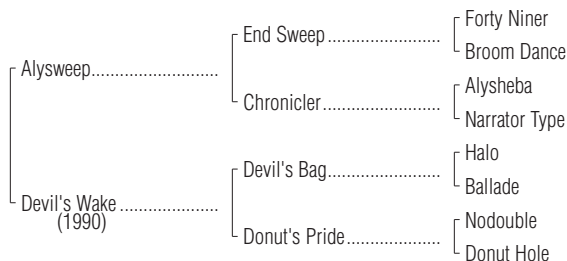 Forty Niner
End Sweep
Broom Dance
Alysweep
Alysheba
Chronicler
Narrator Type
Halo
Devil's Bag
Ballade
Devil's Wake
(1990)
Nodouble
Donut's Pride
Donut Hole